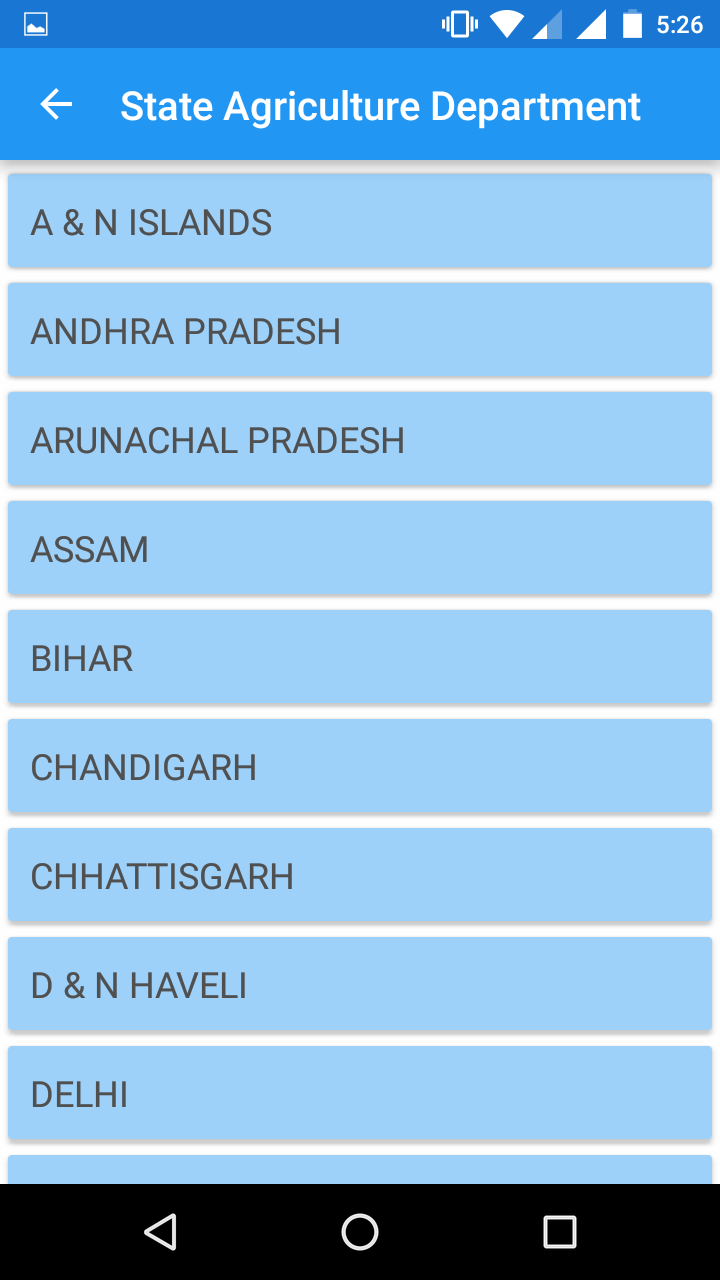 5:26
State Agriculture Department
A & N ISLANDS
ANDHRA PRADESH
ARUNACHAL PRADESH
ASSAM
BIHAR
CHANDIGARH
CHHATTISGARH
D & N HAVELI
DELHI